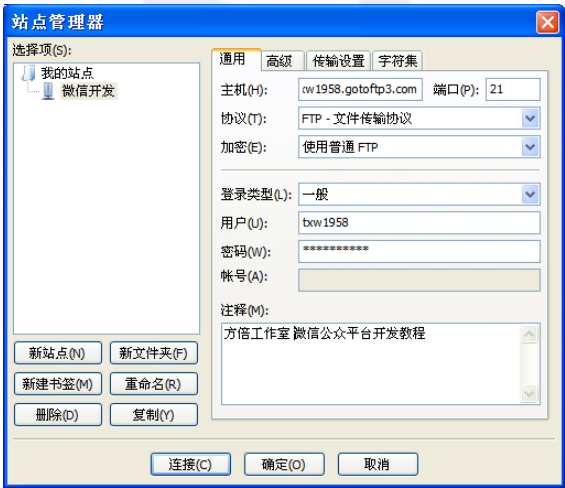 站点管理器
选择项(S):
我的站点
微信开发
新站点(N) 新文件夹(F)
新建书签(M) 重命名(R)
删除(D) 复制(Y)
通用 高级 传输设置 字符集
主机(H): w1958.gotoftp3.com 端口(P): 21
协议(T): FTP - 文件传输协议
加密(E): 使用普通 FTP
登录类型(L): 一般
用户(U): txw1958
密码(W): **********
帐号(A):
注释(M):
方倍工作室 微信公众平台开发教程
连接(C) 确定(O) 取消